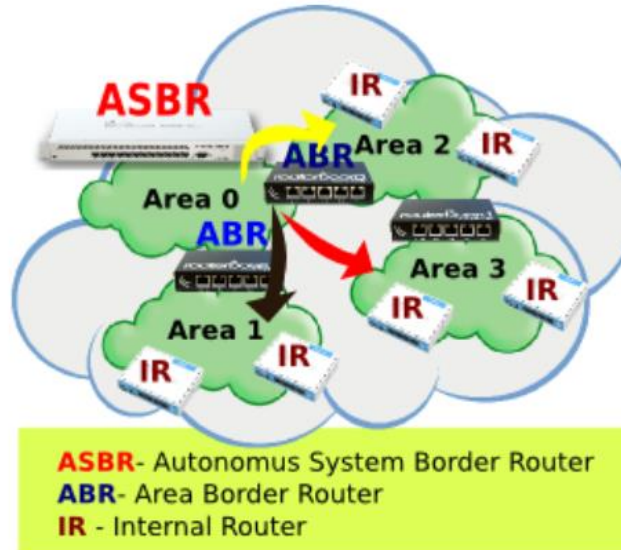 ASBR
IR
Area 2
IR
ABR
Area 0
ABR
Area 3
IR
IR
Area 1
IR
IR
ASBR- Autonomus System Border Router
ABR- Area Border Router
IR - Internal Router